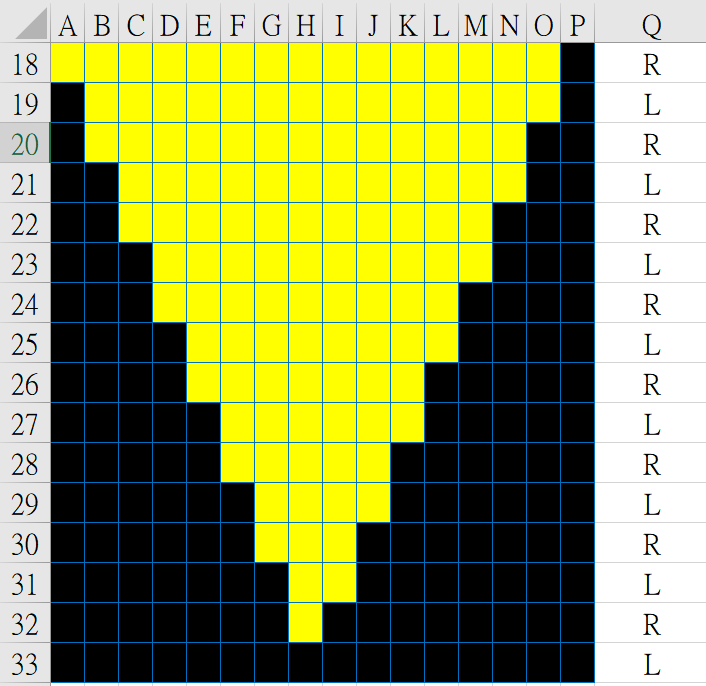 A B C D E F G H I J K L M N O P Q
18 R
19 L
20 R
21 L
22 R
23 L
24 R
25 L
26 R
27 L
28 R
29 L
30 R
31 L
32 R
33 L